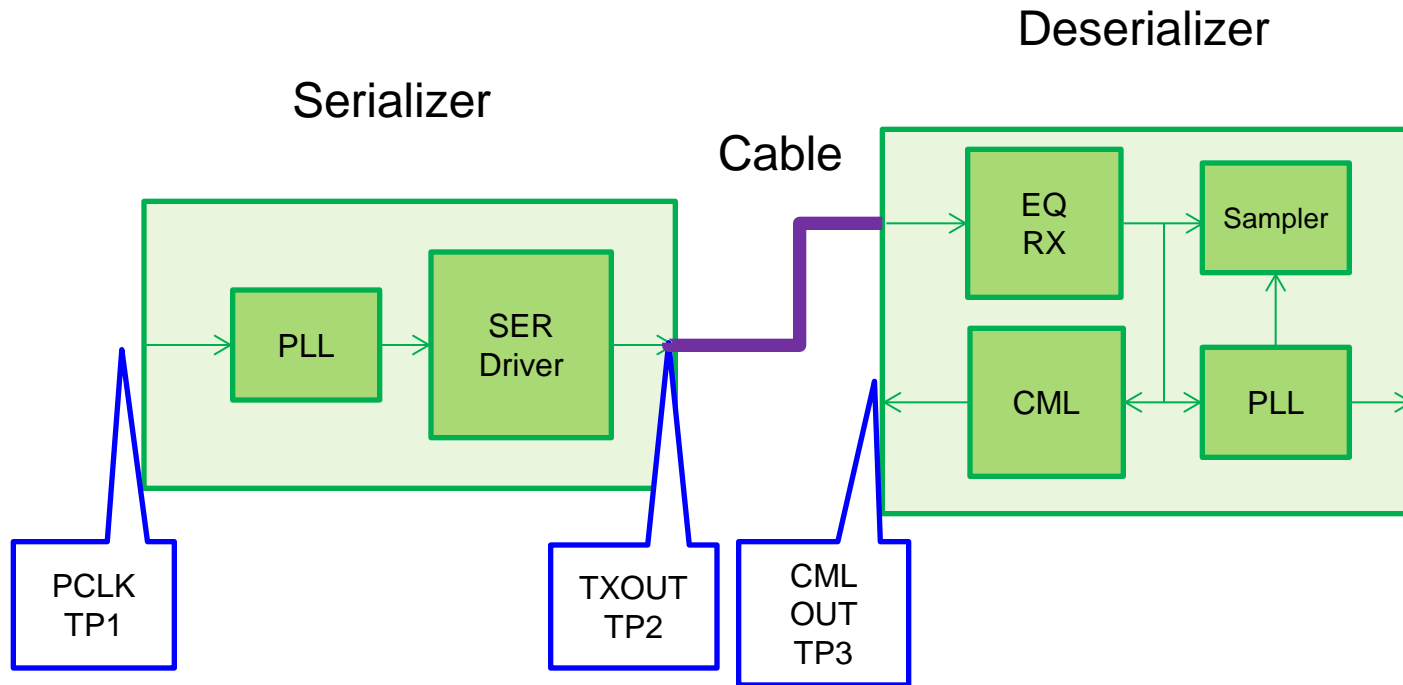 Deserializer
Serializer
Cable
EQ
RX
Sampler
PLL
SER
Driver
CML
PLL
PCLK
TP1
TXOUT
TP2
CML
OUT
TP3